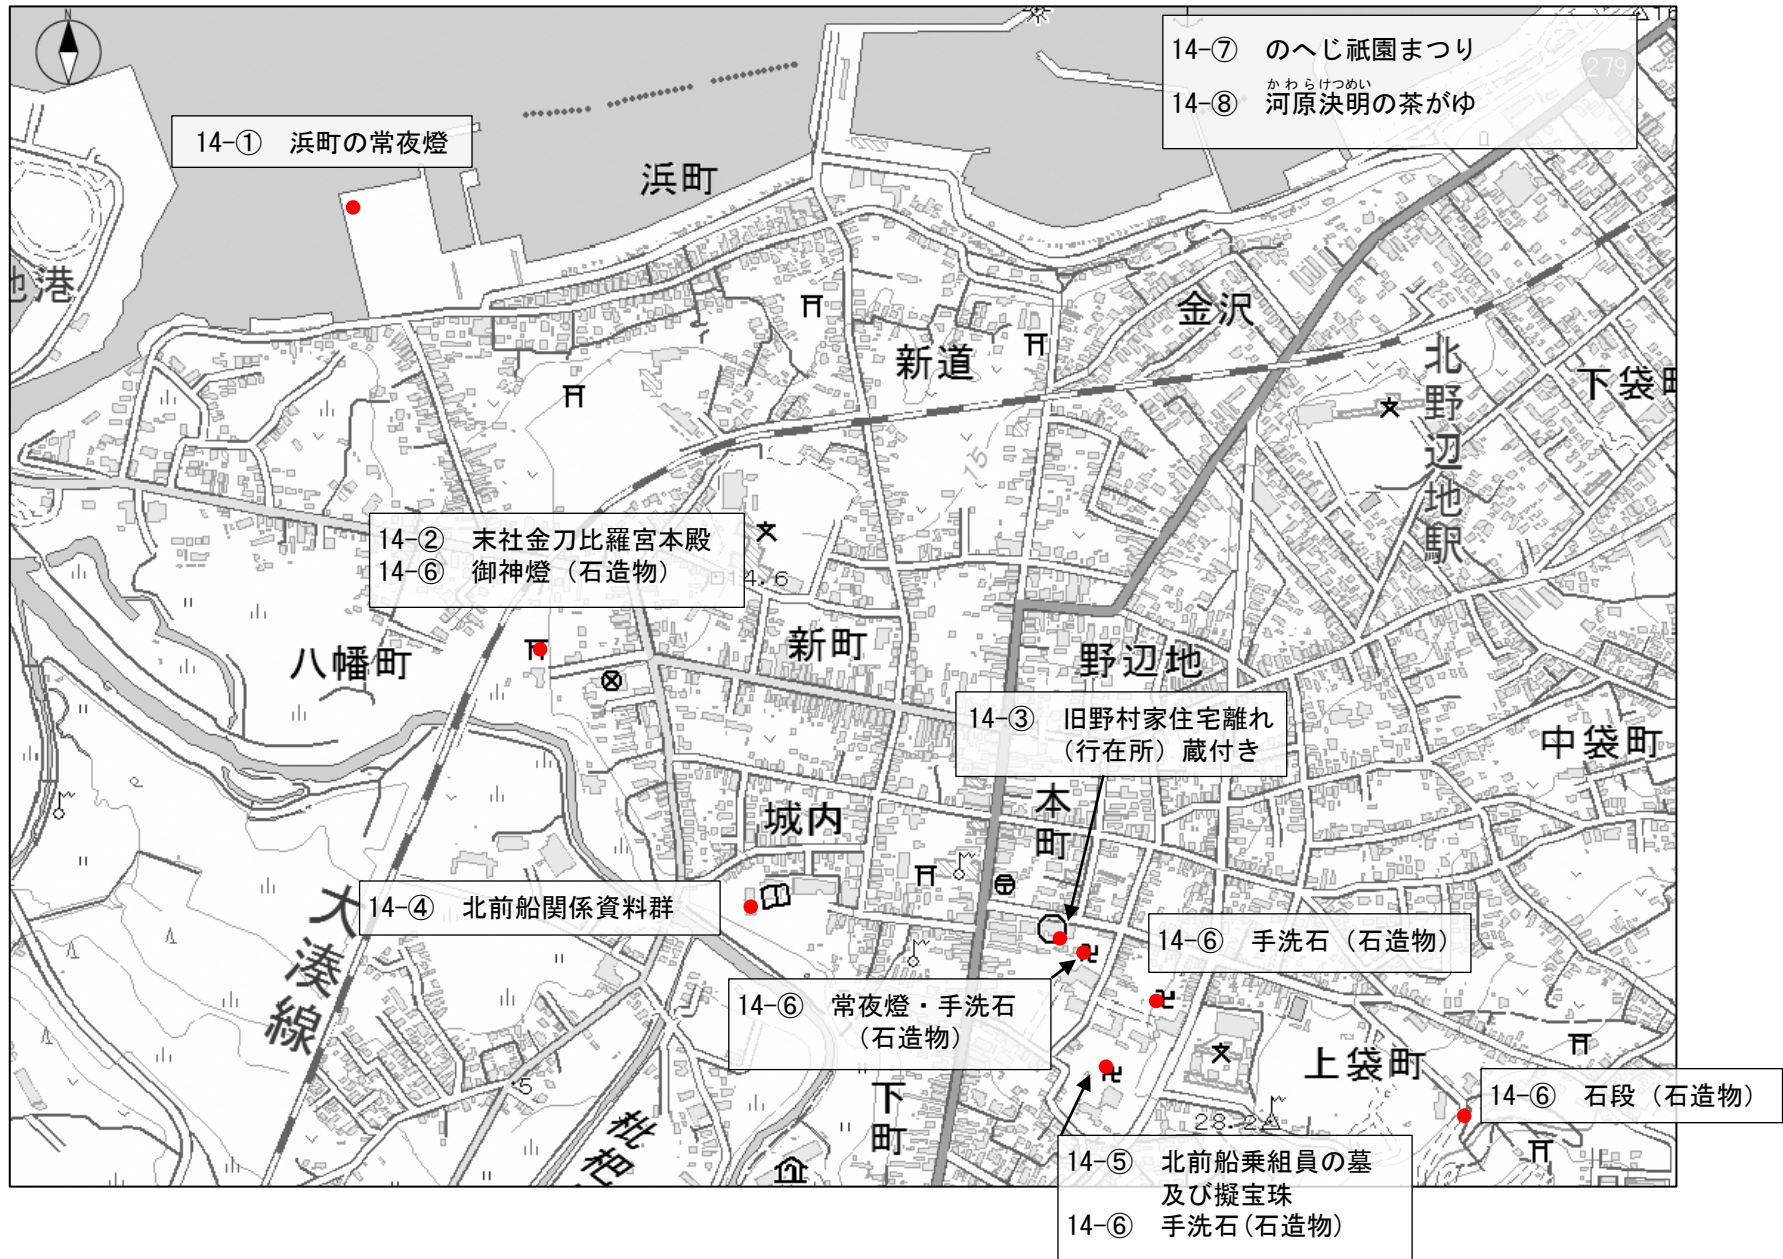 N
14-⑦ のへじ祇園まつり
かわらけつめい
14-⑧ 河原決明の茶がゆ
279
14-① 浜町の常夜燈
浜町
地港
金沢
新道
北野辺地駅
下袋町
15
14-② 末社金刀比羅宮本殿
14-⑥ 御神燈（石造物）
14.6
八幡町
新町
野辺地
14-③ 旧野村家住宅離れ
（行在所）蔵付き
中袋町
本町
城内
大湊線
14-④ 北前船関係資料群
14-⑥ 手洗石（石造物）
14-⑥ 常夜燈・手洗石
（石造物）
上袋町
下町
5
枇杷
28.2
14-⑥ 石段（石造物）
14-⑤ 北前船乗組員の墓
及び擬宝珠
14-⑥ 手洗石(石造物)